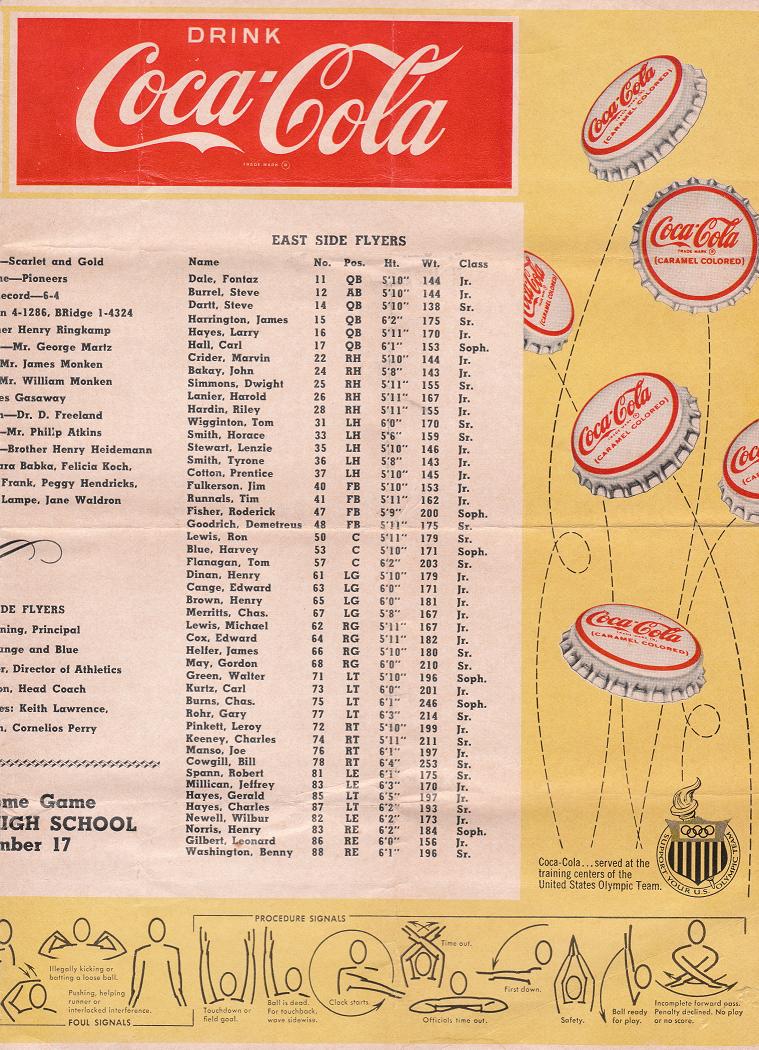 DRINK
Coca-Cola
TRADE MARK ®
—Scarlet and Gold
ne—Pioneers
ecord—6-4
n 4-1286, BRidge 1-4324
er Henry Ringkamp
—Mr. George Martz
Mr. James Monken
Mr. William Monken
es Gasaway
n—Dr. D. Freeland
—Mr. Philip Atkins
—Brother Henry Heidemann
ara Babka, Felicia Koch,
Frank, Peggy Hendricks,
Lampe, Jane Waldron
DE FLYERS
ning, Principal
ange and Blue
r, Director of Athletics
on, Head Coach
es: Keith Lawrence,
n, Cornelios Perry
me Game
IGH SCHOOL
mber 17
EAST SIDE FLYERS
Name No. Pos. Ht. Wt. Class
Dale, Fontaz 11 QB 5'10" 144 Jr.
Burrel, Steve 12 AB 5'10" 144 Jr.
Dartt, Steve 14 QB 5'10" 138 Sr.
Harrington, James 15 QB 6'2" 175 Sr.
Hayes, Larry 16 QB 5'11" 170 Jr.
Hall, Carl 17 QB 6'1" 153 Soph.
Crider, Marvin 22 RH 5'10" 144 Jr.
Bakay, John 24 RH 5'8" 143 Jr.
Simmons, Dwight 25 RH 5'11" 155 Sr.
Lanier, Harold 26 RH 5'11" 167 Jr.
Hardin, Riley 28 RH 5'11" 155 Jr.
Wigginton, Tom 31 LH 6'0" 170 Sr.
Smith, Horace 33 LH 5'6" 159 Sr.
Stewart, Lenzie 35 LH 5'10" 146 Jr.
Smith, Tyrone 36 LH 5'8" 143 Jr.
Cotton, Prentice 37 LH 5'10" 145 Jr.
Fulkerson, Jim 40 FB 5'10" 153 Jr.
Runnals, Tim 41 FB 5'11" 162 Jr.
Fisher, Roderick 47 FB 5'9" 200 Soph.
Goodrich, Demetreus 48 FB 5'11" 175 Sr.
Lewis, Ron 50 C 5'11" 179 Sr.
Blue, Harvey 53 C 5'10" 171 Soph.
Flanagan, Tom 57 C 6'2" 203 Sr.
Dinan, Henry 61 LG 5'10" 179 Jr.
Cange, Edward 63 LG 6'0" 171 Jr.
Brown, Henry 65 LG 6'0" 181 Jr.
Merritts, Chas. 67 LG 5'8" 167 Jr.
Lewis, Michael 62 RG 5'11" 167 Jr.
Cox, Edward 64 RG 5'11" 182 Jr.
Helfer, James 66 RG 5'10" 180 Sr.
May, Gordon 68 RG 6'0" 210 Sr.
Green, Walter 71 LT 5'10" 196 Soph.
Kurtz, Carl 73 LT 6'0" 201 Jr.
Burns, Chas. 75 LT 6'1" 246 Soph.
Rohr, Gary 77 LT 6'3" 214 Sr.
Pinkett, Leroy 72 RT 5'10" 199 Jr.
Keeney, Charles 74 RT 5'11" 211 Sr.
Manso, Joe 76 RT 6'1" 197 Jr.
Cowgill, Bill 78 RT 6'4" 253 Sr.
Spann, Robert 81 LE 6'1" 175 Sr.
Millican, Jeffrey 83 LE 6'3" 170 Jr.
Hayes, Gerald 85 LT 6'5" 197 Jr.
Hayes, Charles 87 LT 6'2" 193 Sr.
Newell, Wilbur 82 LE 6'2" 173 Jr.
Norris, Henry 83 RE 6'2" 184 Soph.
Gilbert, Leonard 86 RE 6'0" 156 Jr.
Washington, Benny 88 RE 6'1" 196 Sr.
Coca-Cola
(CARAMEL COLORED)
Coca-Cola
TRADE MARK ®
(CARAMEL COLORED)
Coca-Cola
Coca-Cola
(CARAMEL COLORED)
Coca-Cola
(CARAMEL COLORED)
Coca-Cola...served at the
training centers of the
United States Olympic Team.
SUPPORT YOUR U.S. OLYMPIC TEAM
PROCEDURE SIGNALS
Illegally kicking or
batting a loose ball.
Pushing, helping
runner or
interlocked interference.
FOUL SIGNALS
Touchdown or
field goal.
Ball is dead.
For touchback,
wave sidewise.
Clock starts.
Time out.
Officials time out.
First down.
Safety.
Ball ready
for play.
Incomplete forward pass.
Penalty declined. No play
or no score.